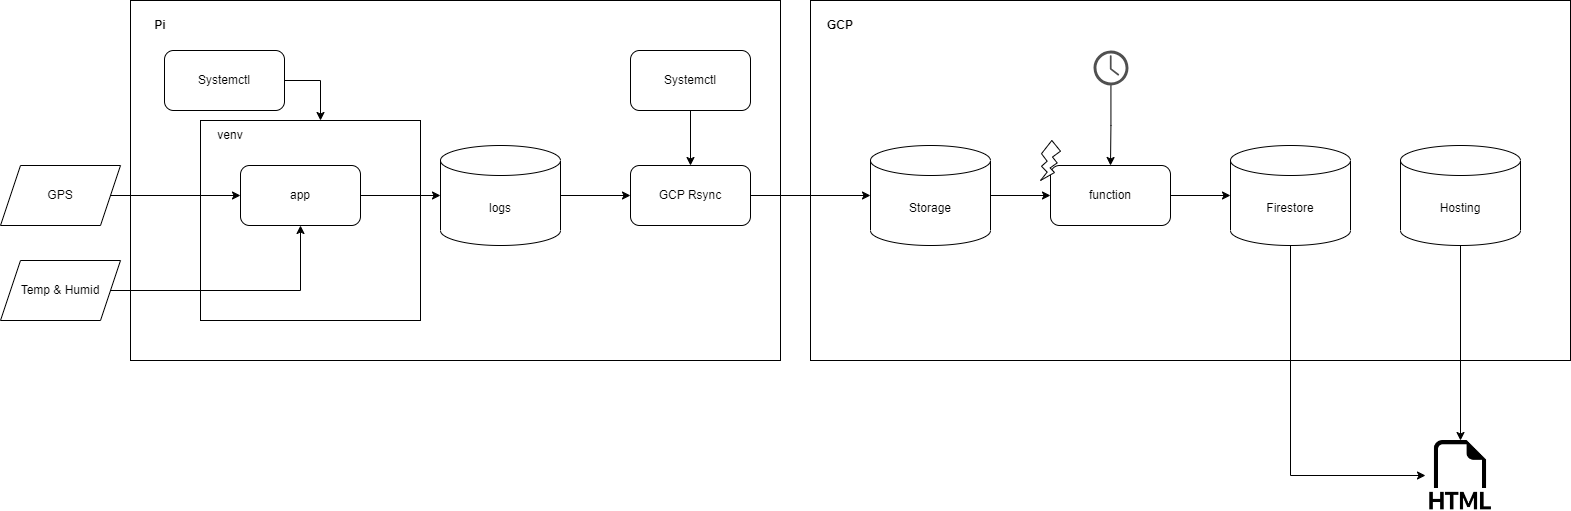 Pi
GCP
Systemctl
Systemctl
venv
GPS
app
logs
GCP Rsync
Storage
function
Firestore
Hosting
Temp & Humid
HTML